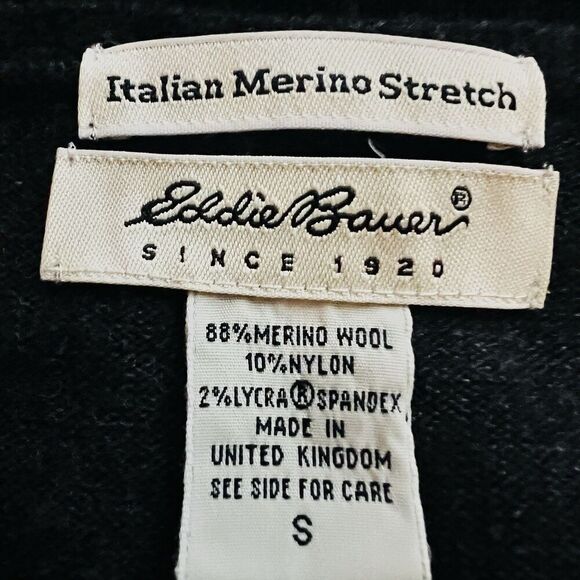 Italian Merino Stretch
Eddie Bauer®
SINCE 1920
88%MERINO WOOL
10%NYLON
2%LYCRA®SPANDEX
MADE IN
UNITED KINGDOM
SEE SIDE FOR CARE
S